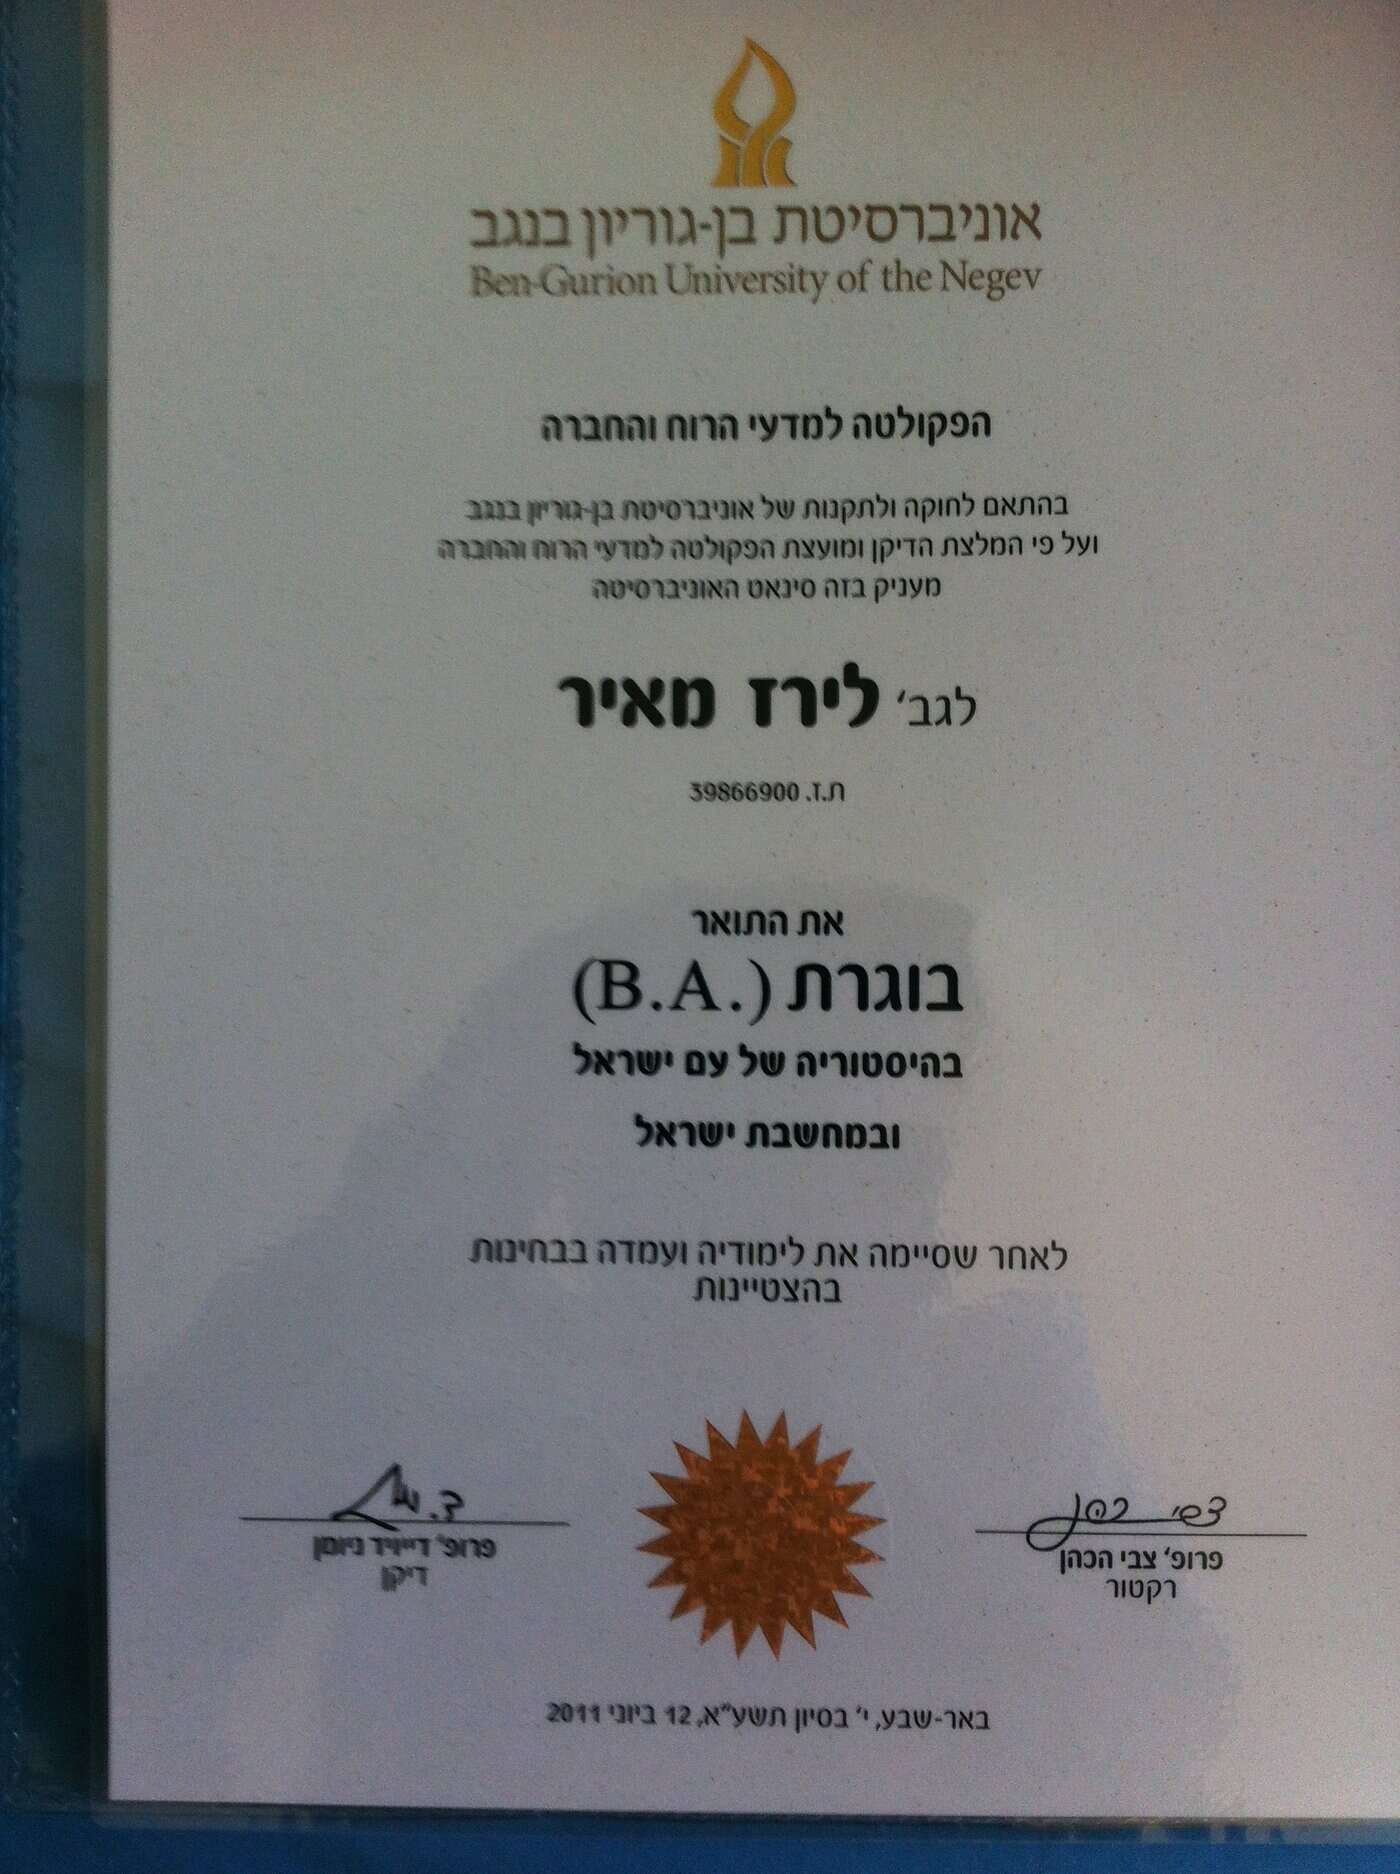 אוניברסיטת בן-גוריון בנגב
Ben-Gurion University of the Negev
הפקולטה למדעי הרוח והחברה
בהתאם לחוקה ולתקנות של אוניברסיטת בן-גוריון בנגב
ועל פי המלצת הדיקן ומועצת הפקולטה למדעי הרוח והחברה
מעניק בזה סינאט האוניברסיטה
לגב' לירז מאיר
ת.ז. 39866900
את התואר
בוגרת (B.A.)
בהיסטוריה של עם ישראל
ובמחשבת ישראל
לאחר שסיימה את לימודיה ועמדה בבחינות
בהצטיינות
צבי הכהן
פרופ' צבי הכהן
רקטור
פרופ' דייויד ניומן
דיקן
באר-שבע, י' בסיון תשע"א, 12 ביוני 2011